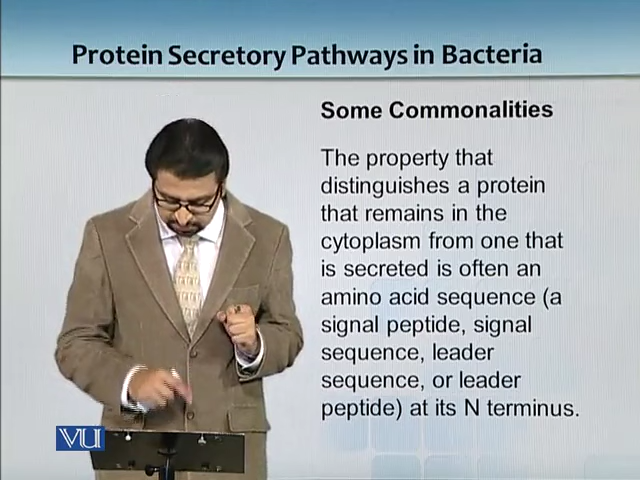 Protein Secretory Pathways in Bacteria
Some Commonalities
The property that
distinguishes a protein
that remains in the
cytoplasm from one that
is secreted is often an
amino acid sequence (a
signal peptide, signal
sequence, leader
sequence, or leader
peptide) at its N terminus.
VU